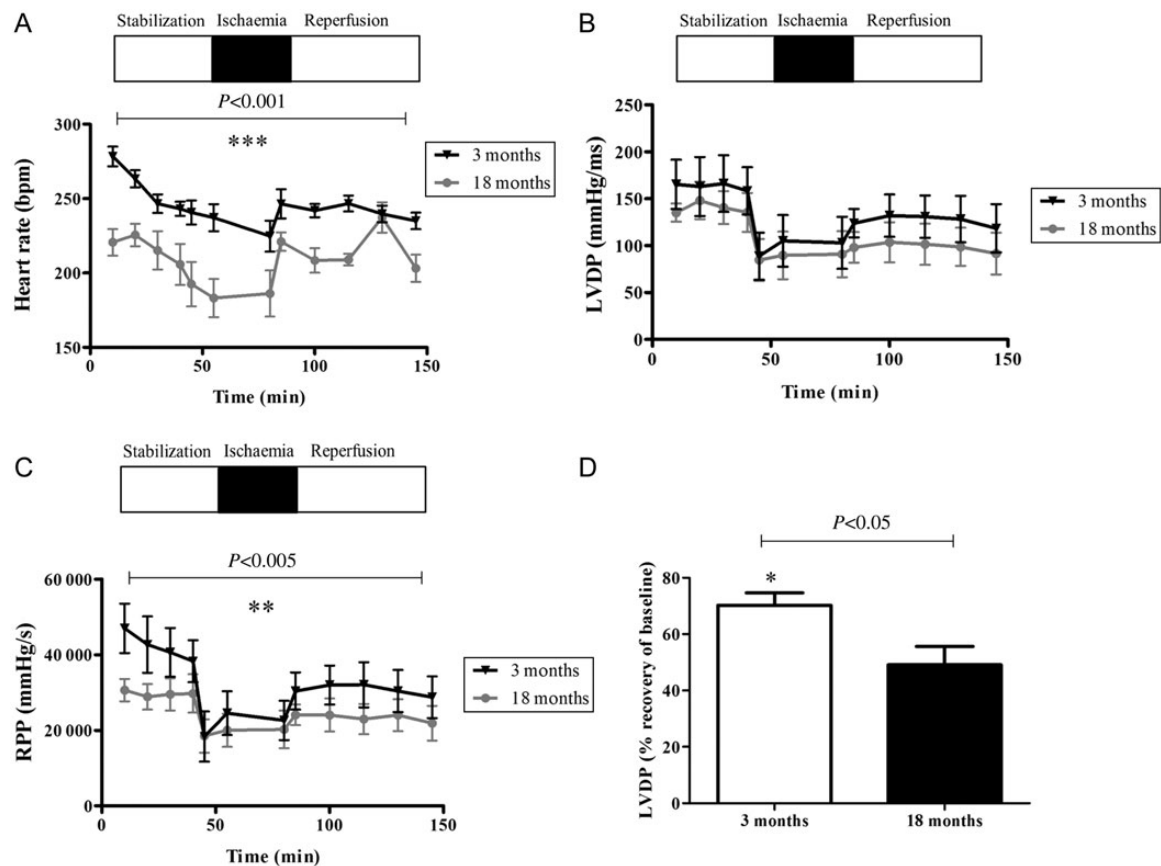 A
Stabilization Ischaemia Reperfusion
P<0.001
***
Heart rate (bpm)
300
250
200
150
0 50 100 150
Time (min)
3 months
18 months
B
Stabilization Ischaemia Reperfusion
LVDP (mmHg/ms)
250
200
150
100
50
0
0 50 100 150
Time (min)
3 months
18 months
C
Stabilization Ischaemia Reperfusion
P<0.005
**
RPP (mmHg/s)
60 000
40 000
20 000
0
0 50 100 150
Time (min)
3 months
18 months
D
P<0.05
*
LVDP (% recovery of baseline)
80
60
40
20
0
3 months 18 months